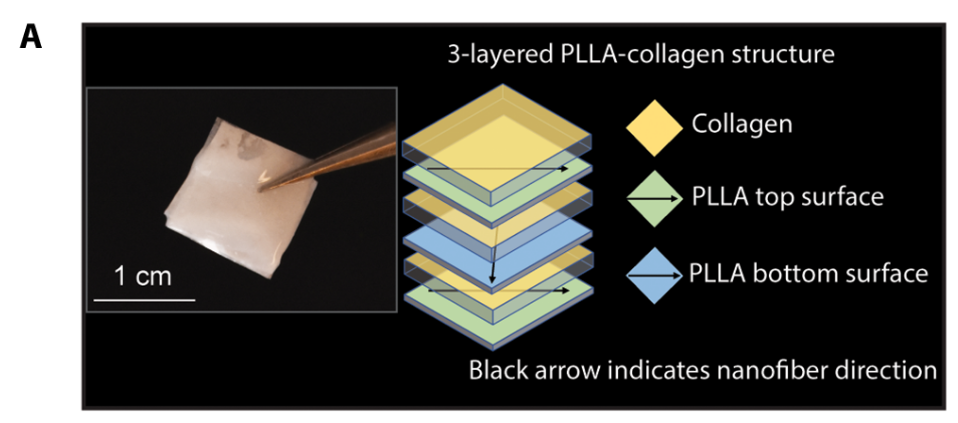 A
3-layered PLLA-collagen structure
Collagen
PLLA top surface
PLLA bottom surface
1 cm
Black arrow indicates nanofiber direction